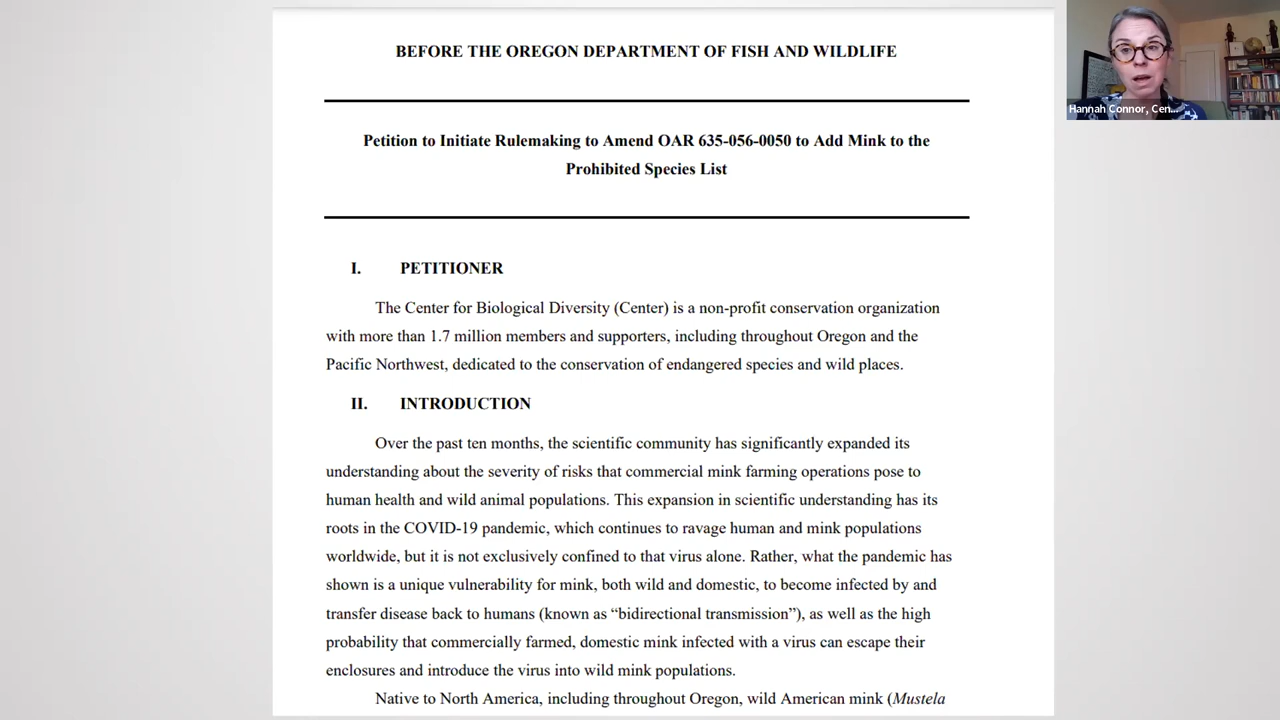 BEFORE THE OREGON DEPARTMENT OF FISH AND WILDLIFE
Petition to Initiate Rulemaking to Amend OAR 635-056-0050 to Add Mink to the
Prohibited Species List
I. PETITIONER
The Center for Biological Diversity (Center) is a non-profit conservation organization
with more than 1.7 million members and supporters, including throughout Oregon and the
Pacific Northwest, dedicated to the conservation of endangered species and wild places.
II. INTRODUCTION
Over the past ten months, the scientific community has significantly expanded its
understanding about the severity of risks that commercial mink farming operations pose to
human health and wild animal populations. This expansion in scientific understanding has its
roots in the COVID-19 pandemic, which continues to ravage human and mink populations
worldwide, but it is not exclusively confined to that virus alone. Rather, what the pandemic has
shown is a unique vulnerability for mink, both wild and domestic, to become infected by and
transfer disease back to humans (known as “bidirectional transmission”), as well as the high
probability that commercially farmed, domestic mink infected with a virus can escape their
enclosures and introduce the virus into wild mink populations.
Native to North America, including throughout Oregon, wild American mink (Mustela
Hannah Connor, Cen...